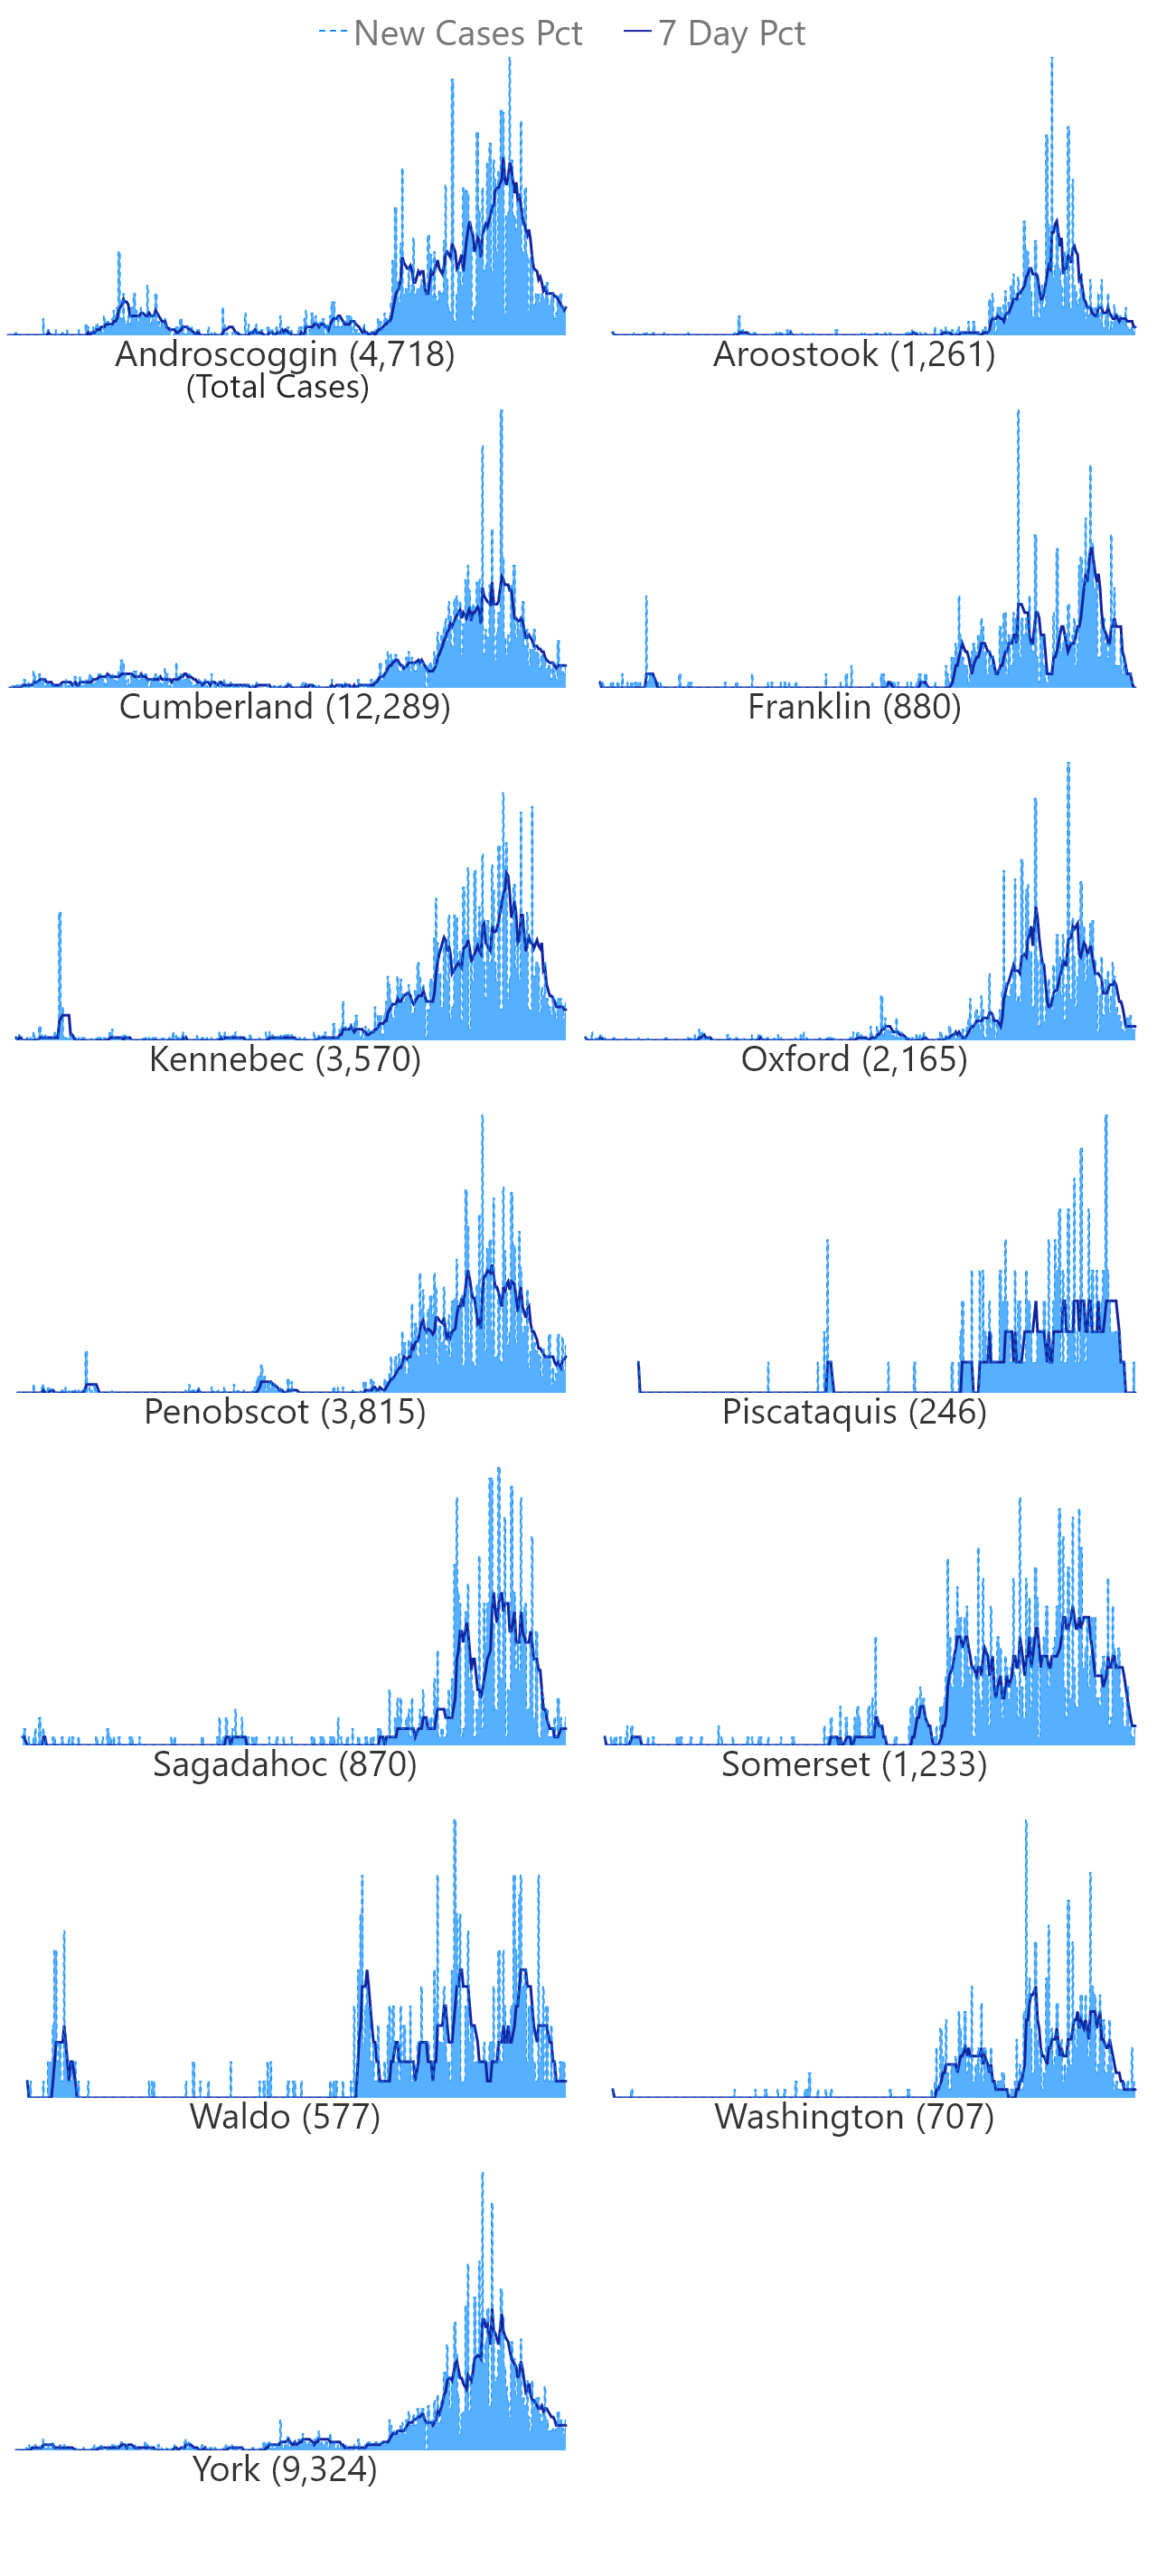 New Cases Pct 7 Day Pct
Androscoggin (4,718) Aroostook (1,261)
(Total Cases)
Cumberland (12,289) Franklin (880)
Kennebec (3,570) Oxford (2,165)
Penobscot (3,815) Piscataquis (246)
Sagadahoc (870) Somerset (1,233)
Waldo (577) Washington (707)
York (9,324)